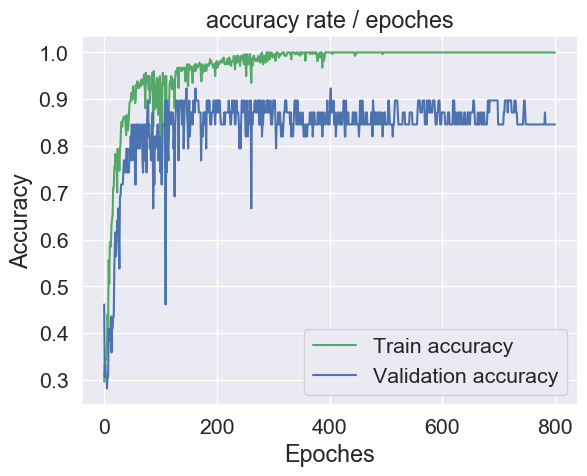 accuracy rate / epoches
1.0
0.9
0.8
0.7
0.6
0.5
0.4
0.3
Accuracy
Train accuracy
Validation accuracy
0 200 400 600 800
Epoches